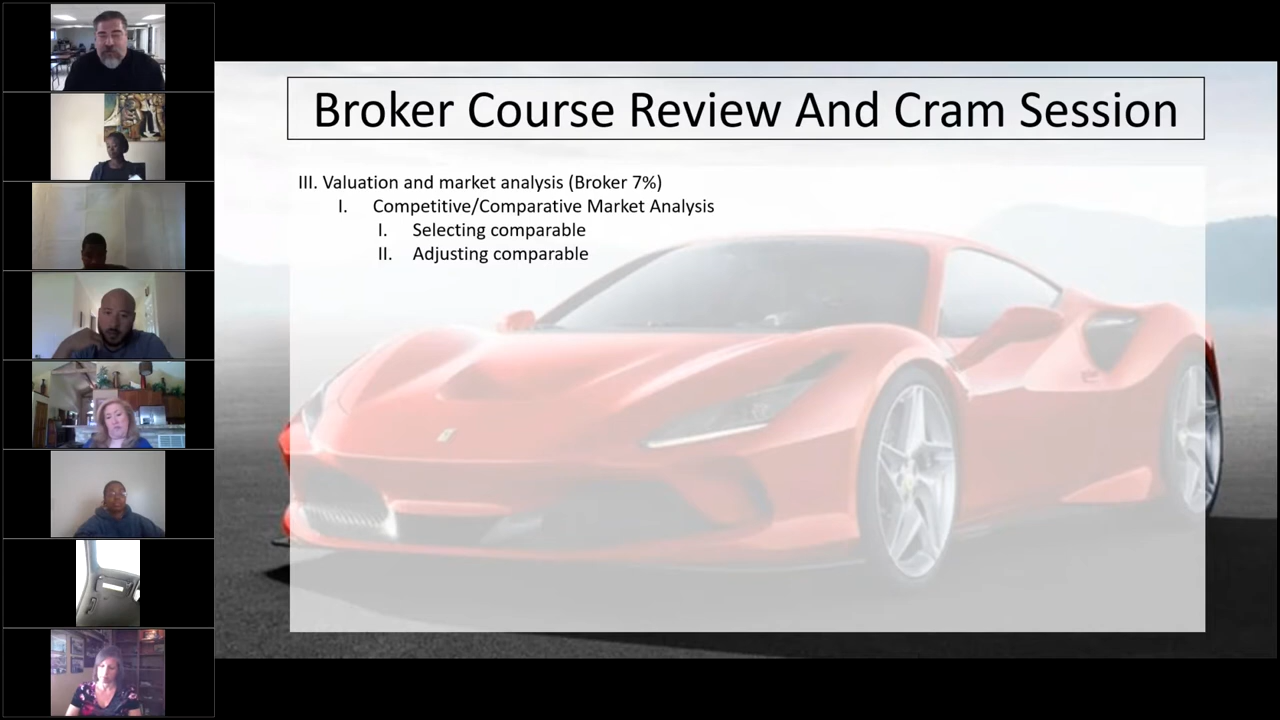 Broker Course Review And Cram Session
III. Valuation and market analysis (Broker 7%)
I. Competitive/Comparative Market Analysis
I. Selecting comparable
II. Adjusting comparable